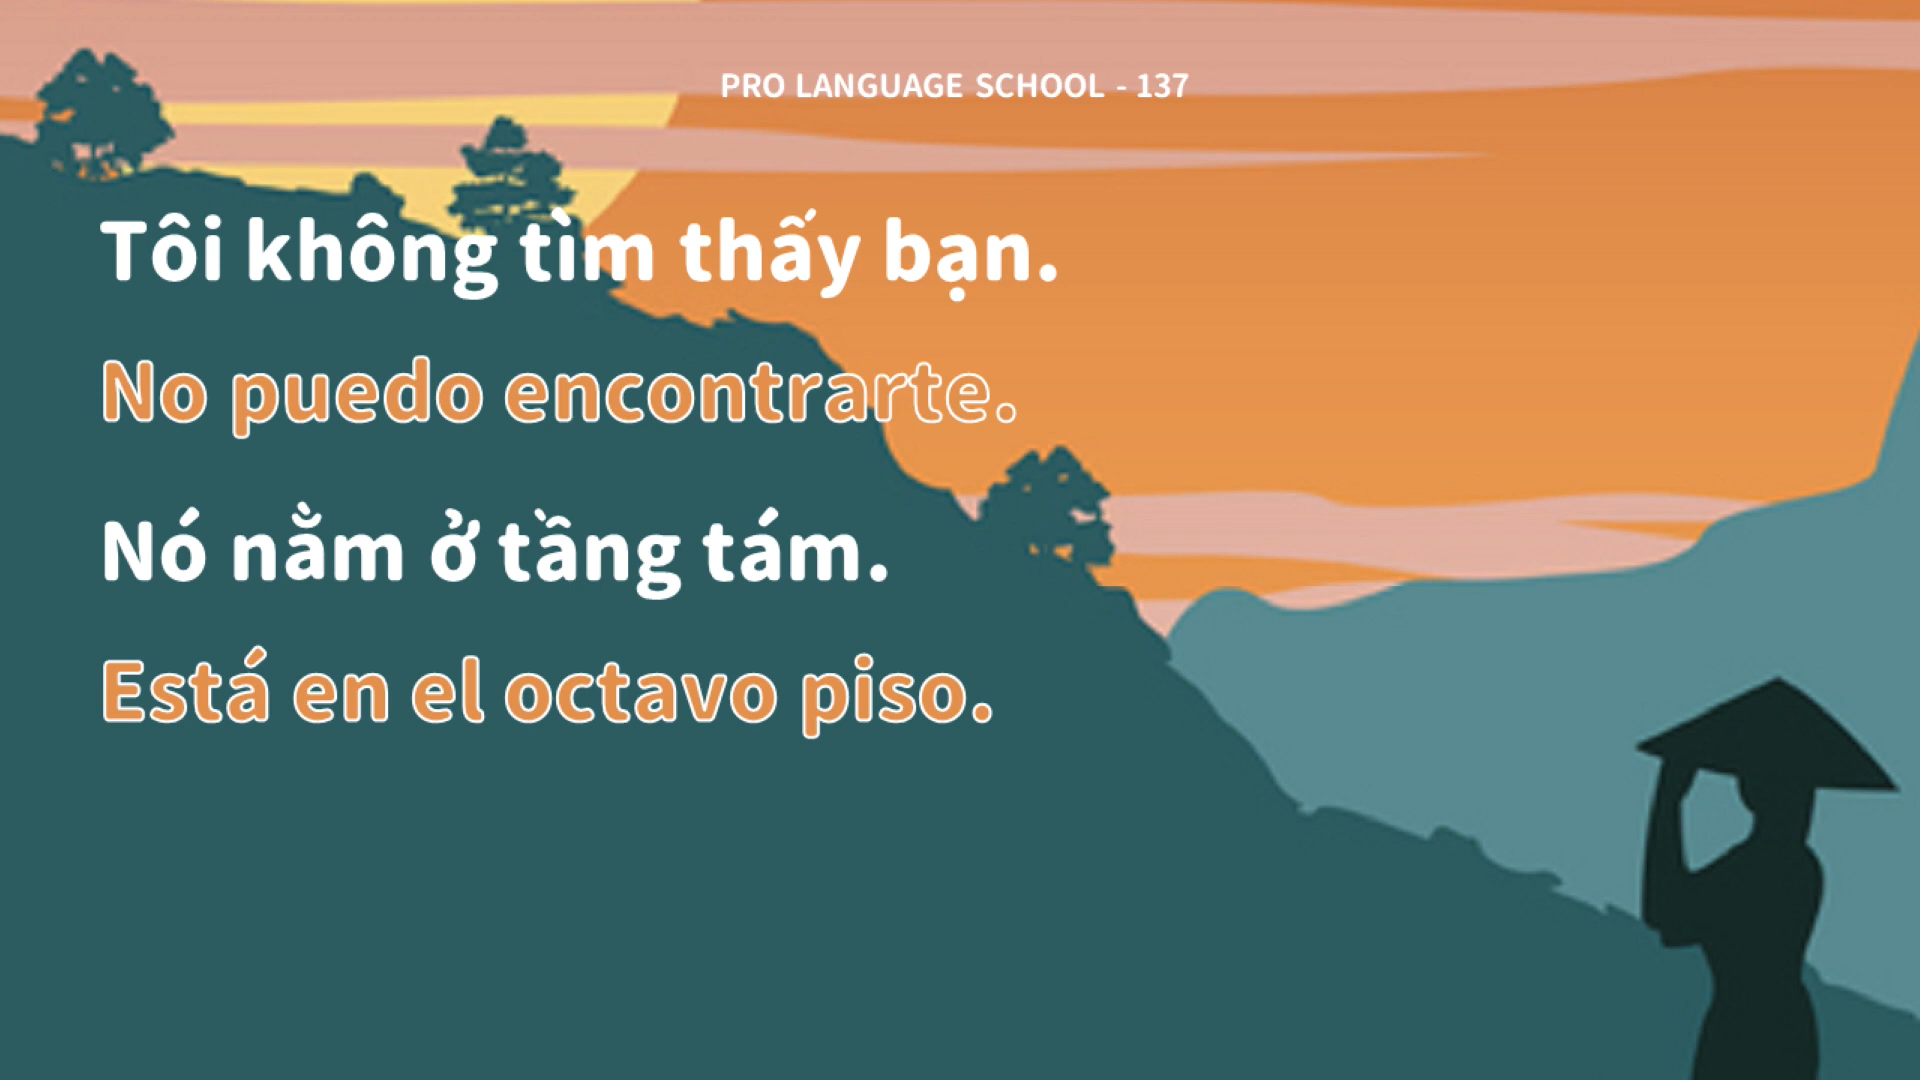 PRO LANGUAGE SCHOOL - 137
Tôi không tìm thấy bạn.
No puedo encontrarte.
Nó nằm ở tầng tám.
Está en el octavo piso.